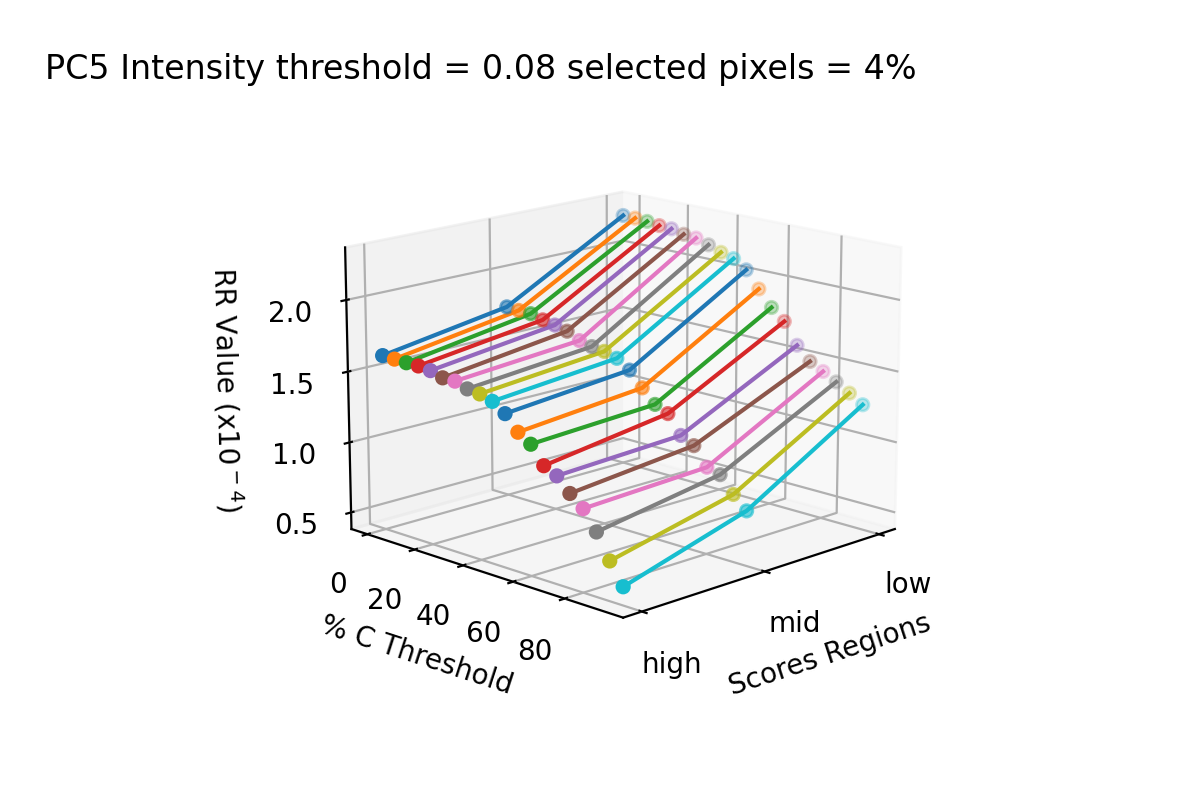 PC5 Intensity threshold = 0.08 selected pixels = 4%
RR Value (x10⁻⁴)
2.0
1.5
1.0
0.5
0
20
40
60
80
% C Threshold
high
mid
low
Scores Regions